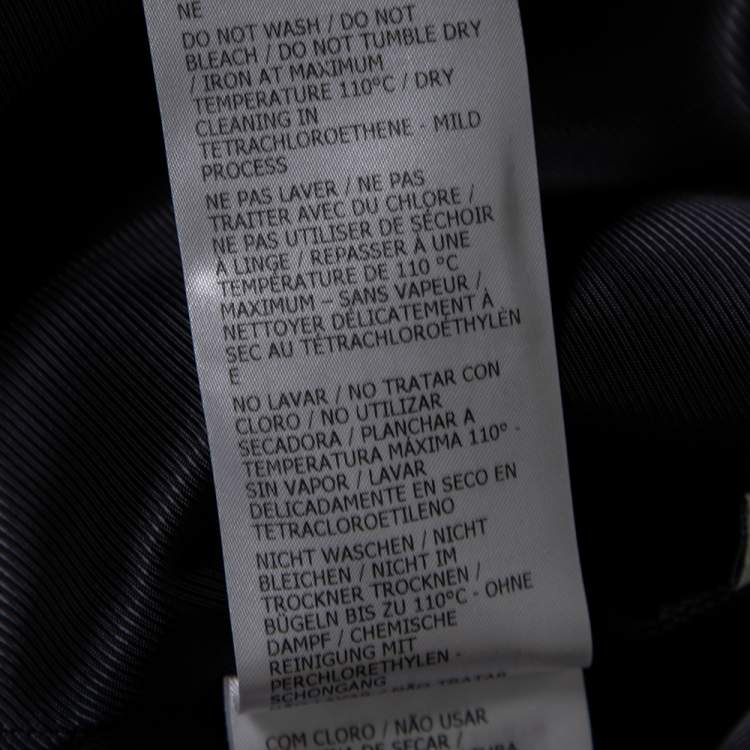 NE
DO NOT WASH / DO NOT
BLEACH / DO NOT TUMBLE DRY
/ IRON AT MAXIMUM
TEMPERATURE 110°C / DRY
CLEANING IN
TETRACHLOROETHENE - MILD
PROCESS
NE PAS LAVER / NE PAS
TRAITER AVEC DU CHLORE /
NE PAS UTILISER DE SÉCHOIR
À LINGE / REPASSER À UNE
TEMPÉRATURE DE 110 °C
MAXIMUM – SANS VAPEUR /
NETTOYER DÉLICATEMENT À
SEC AU TÉTRACHLOROÉTHYLÈN
E
NO LAVAR / NO TRATAR CON
CLORO / NO UTILIZAR
SECADORA / PLANCHAR A
TEMPERATURA MÁXIMA 110° -
SIN VAPOR / LAVAR
DELICADAMENTE EN SECO EN
TETRACLOROETILENO
NICHT WASCHEN / NICHT
BLEICHEN / NICHT IM
TROCKNER TROCKNEN /
BÜGELN BIS ZU 110°C - OHNE
DAMPF / CHEMISCHE
REINIGUNG MIT
PERCHLORETHYLEN -
SCHONGANG
NÃO TRATAR
COM CLORO / NÃO USAR
DE SECAR /